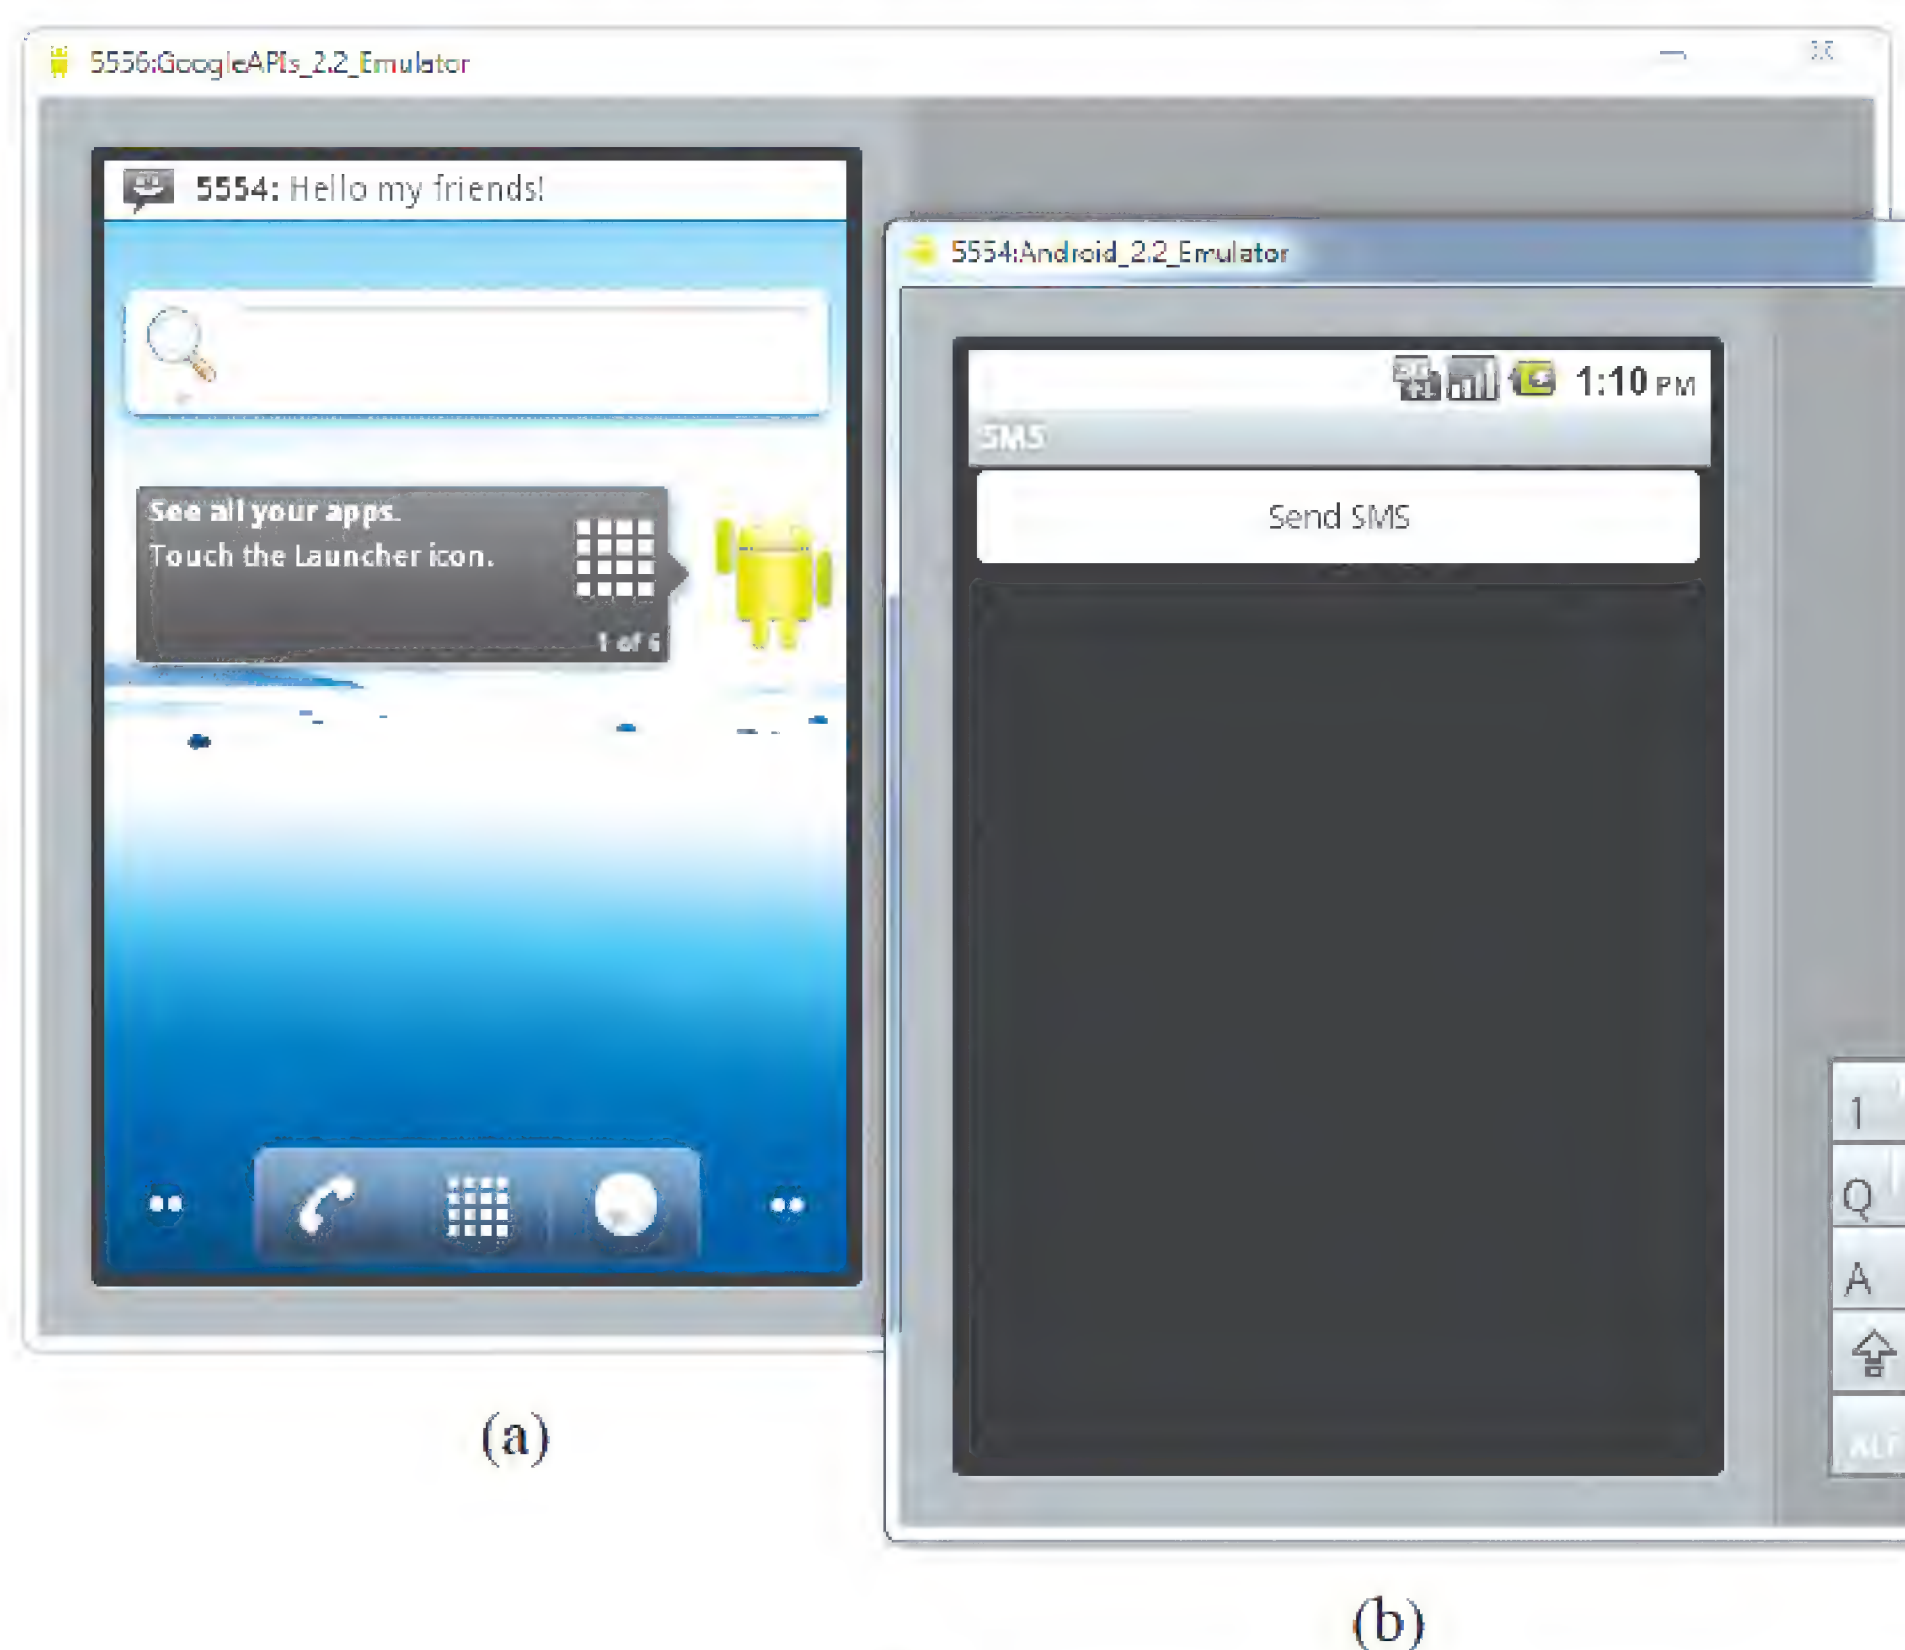 5556:GoogleAPIs_2.2_Emulator
5554: Hello my friends!
See all your apps.
Touch the Launcher icon.
1 of 6
5554:Android_2.2_Emulator
1:10 PM
SMS
Send SMS
1
Q
A
ALT
(a)
(b)